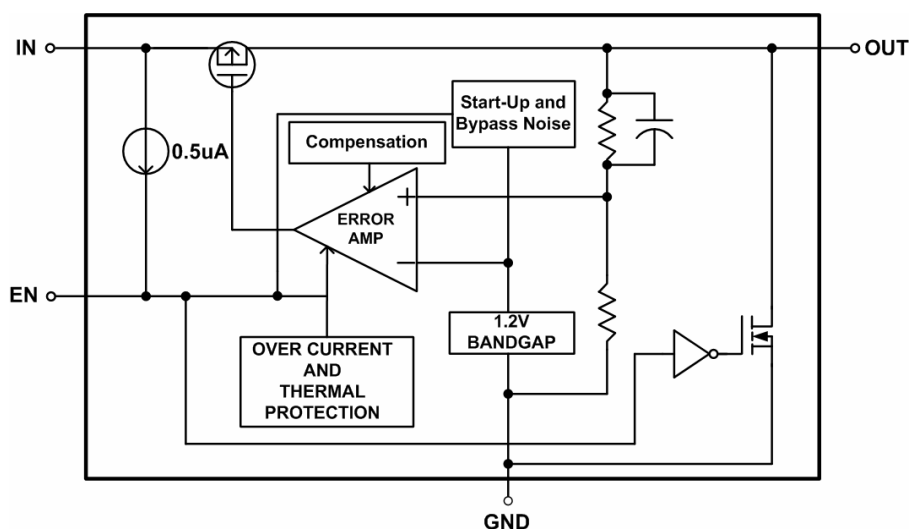 IN
OUT
Start-Up and
Bypass Noise
0.5uA
Compensation
+
ERROR
AMP
−
EN
1.2V
BANDGAP
OVER CURRENT
AND
THERMAL
PROTECTION
GND